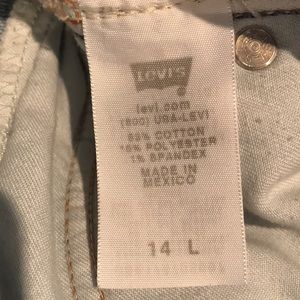 LEVI'S
levi.com
(800) USA-LEVI
83% COTTON
16% POLYESTER
1% SPANDEX
MADE IN
MEXICO
14 L